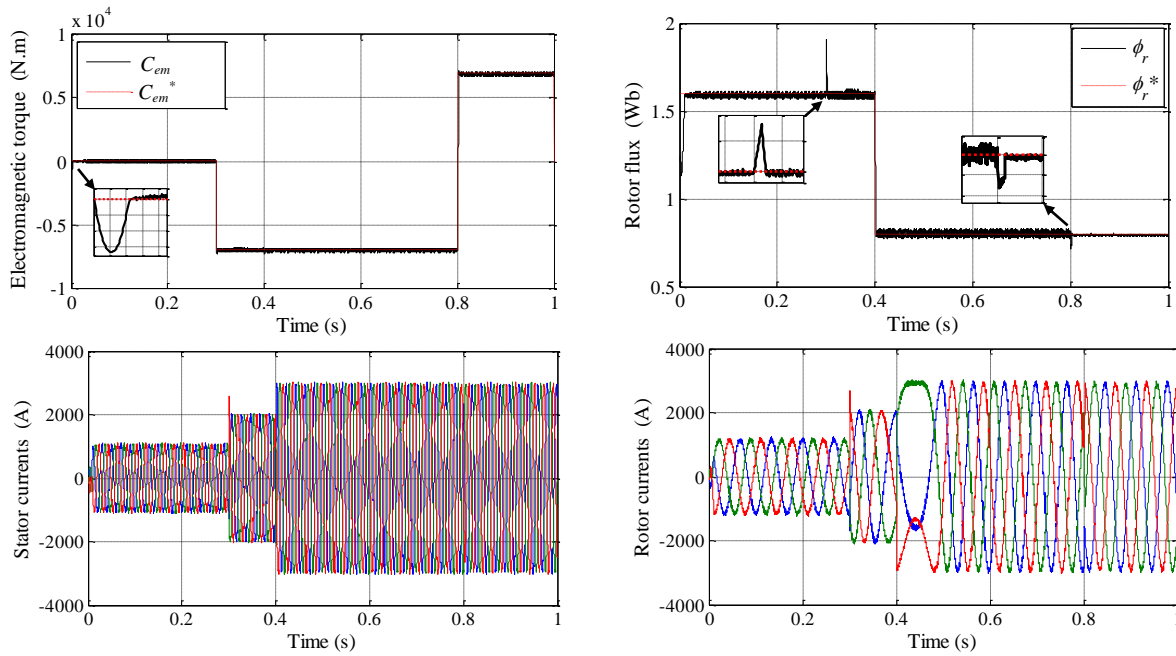 x 10^4
1
0.5
0
-0.5
-1
0 0.2 0.4 0.6 0.8 1
Time (s)
Electromagnetic torque (N.m)
C_em
C_em*
2
1.5
1
0.5
0 0.2 0.4 0.6 0.8 1
Time (s)
Rotor flux (Wb)
ϕ_r
ϕ_r*
4000
2000
0
-2000
-4000
0 0.2 0.4 0.6 0.8 1
Time (s)
Stator currents (A)
4000
2000
0
-2000
-4000
0 0.2 0.4 0.6 0.8 1
Time (s)
Rotor currents (A)